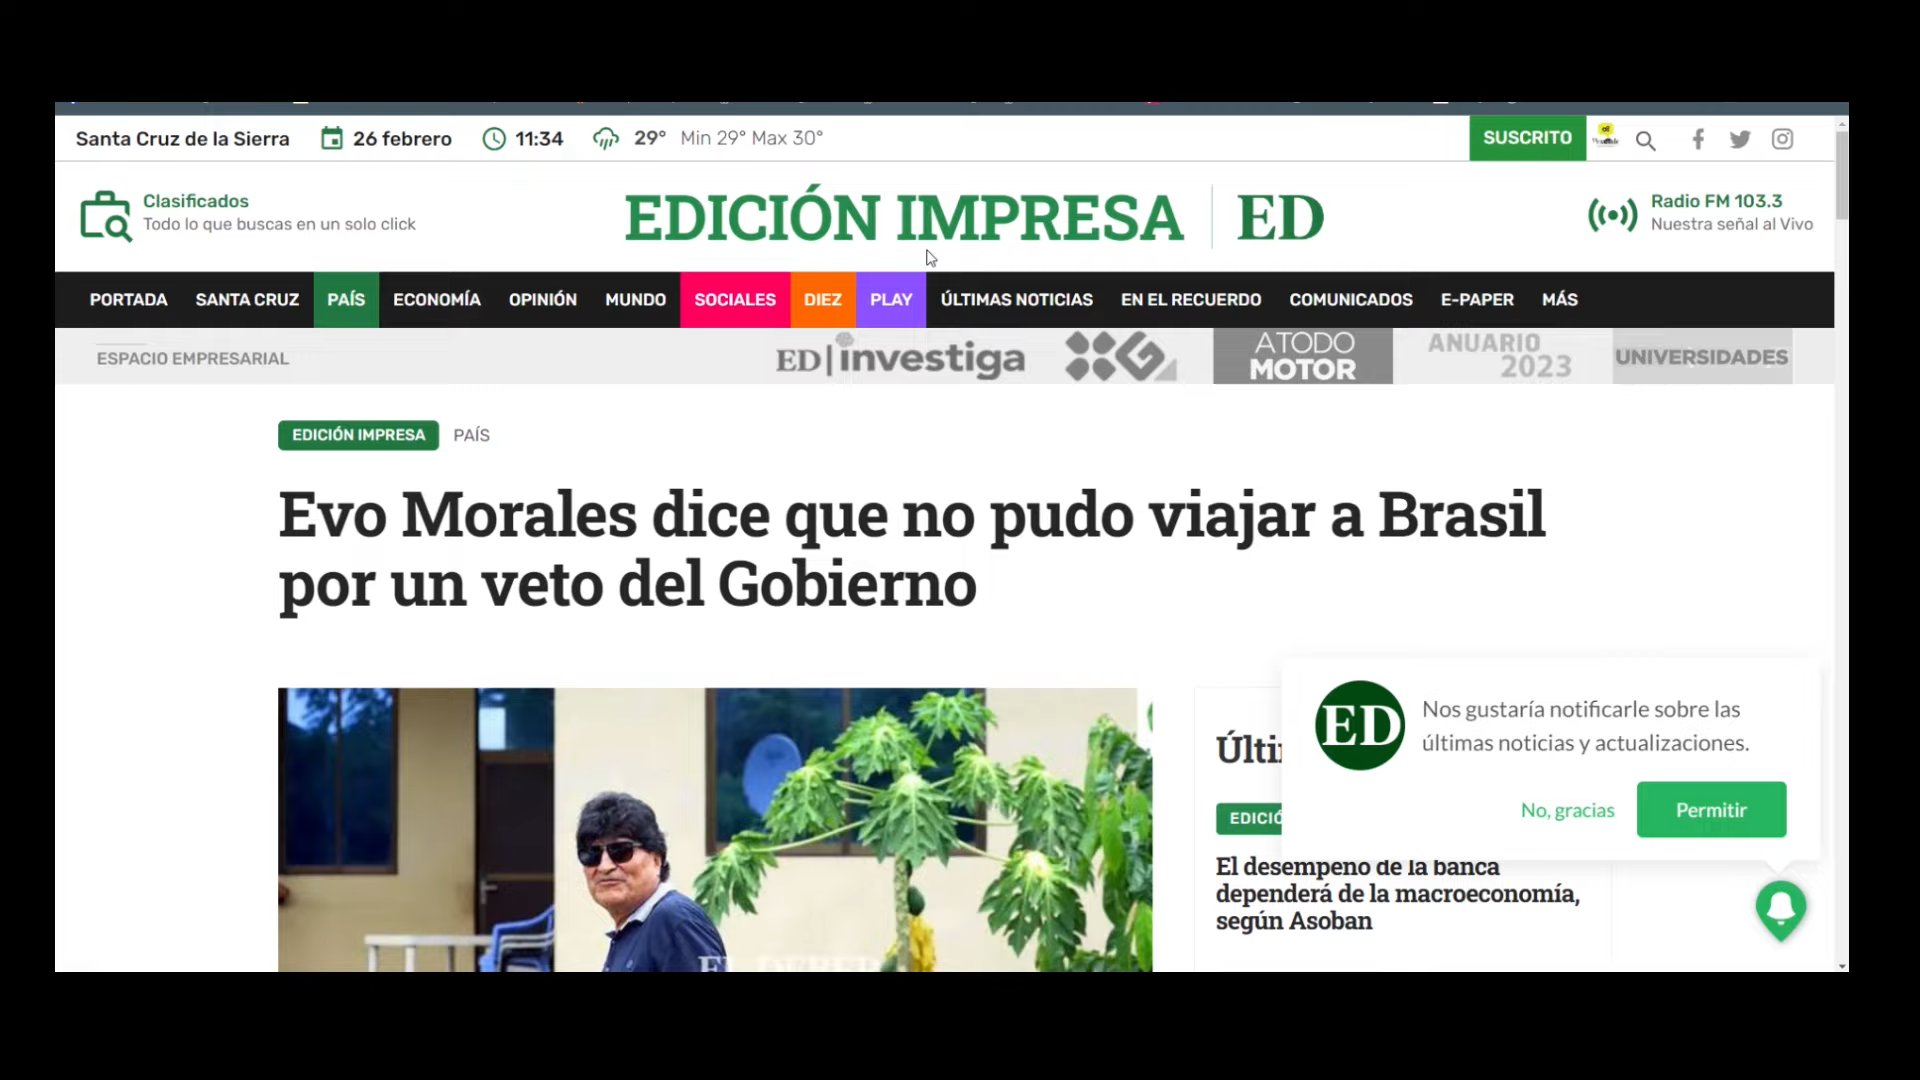 Santa Cruz de la Sierra 26 febrero 11:34 29° Min 29° Max 30° SUSCRITO
Clasificados
Todo lo que buscas en un solo click
EDICIÓN IMPRESA ED
Radio FM 103.3
Nuestra señal al Vivo
PORTADA SANTA CRUZ PAÍS ECONOMÍA OPINIÓN MUNDO SOCIALES DIEZ PLAY ÚLTIMAS NOTICIAS EN EL RECUERDO COMUNICADOS E-PAPER MÁS
ESPACIO EMPRESARIAL ED investiga
ATODO
MOTOR
ANUARIO
2023
UNIVERSIDADES
EDICIÓN IMPRESA PAÍS
Evo Morales dice que no pudo viajar a Brasil
por un veto del Gobierno
ED
Nos gustaría notificarle sobre las
últimas noticias y actualizaciones.
No, gracias Permitir
El desempeño de la banca
dependerá de la macroeconomía,
según Asoban
EL DEBER